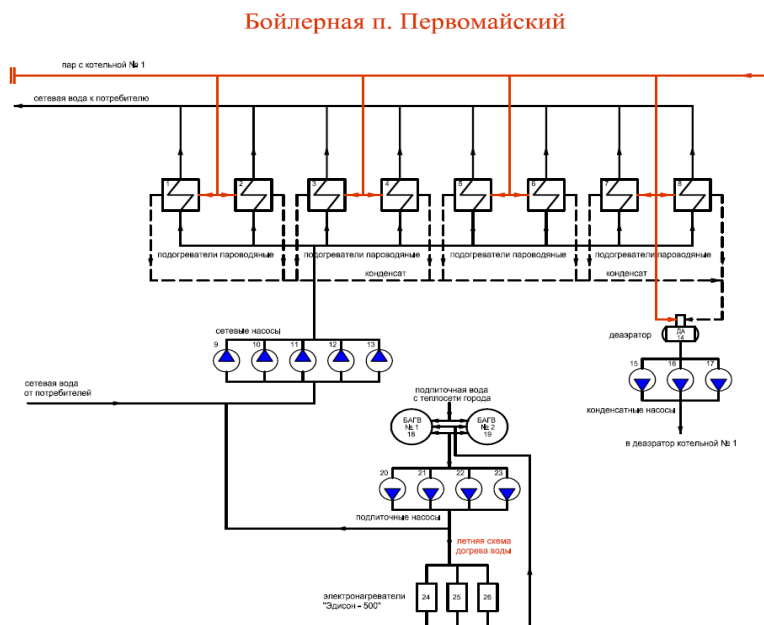 Бойлерная п. Первомайский
пар с котельной № 1
сетевая вода к потребителю
1
2
3
4
5
6
7
8
подогреватели пароводяные
подогреватели пароводяные
подогреватели пароводяные
подогреватели пароводяные
конденсат
конденсат
сетевые насосы
9
10
11
12
13
деаэратор
ДА
14
15
16
17
сетевая вода
от потребителей
подпиточная вода
с теплосети города
конденсатные насосы
БАГВ
№ 1
18
БАГВ
№ 2
19
в деаэратор котельной № 1
20
21
22
23
подпиточные насосы
летняя схема
догрева воды
электронагреватели
"Эдисон - 500"
24
25
26